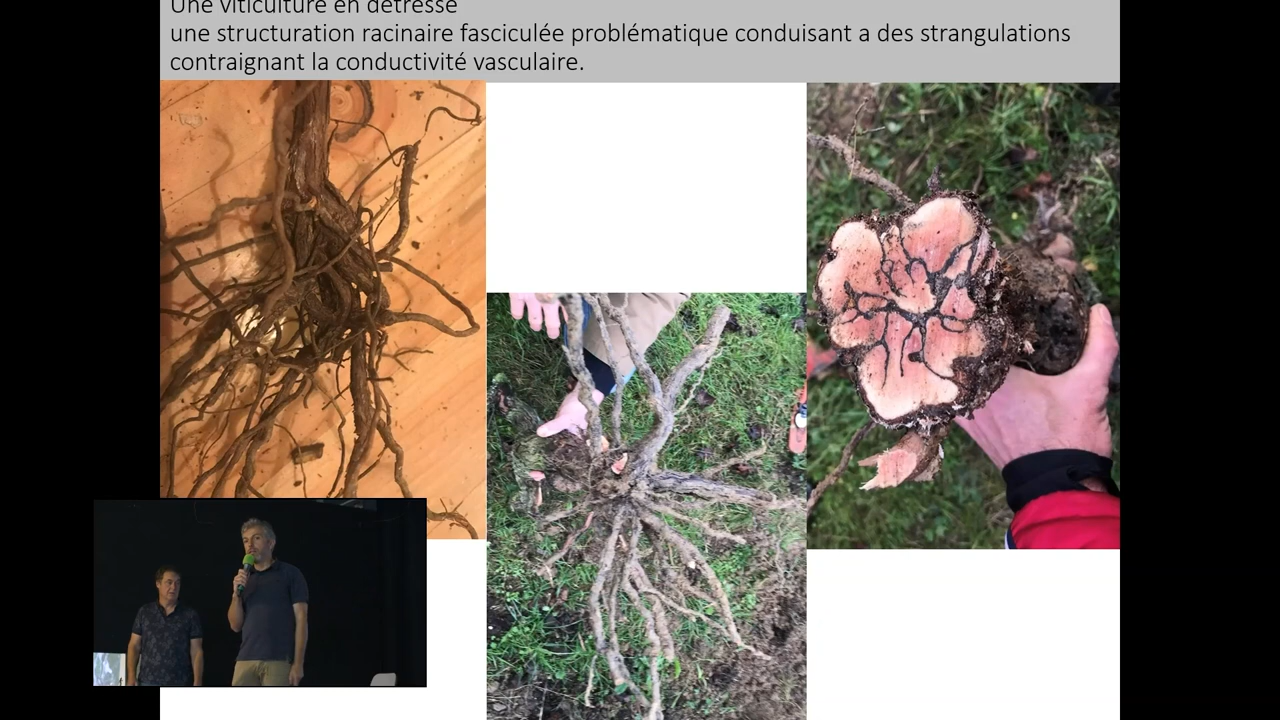 Une viticulture en détresse
une structuration racinaire fasciculée problématique conduisant a des strangulations
contraignant la conductivité vasculaire.